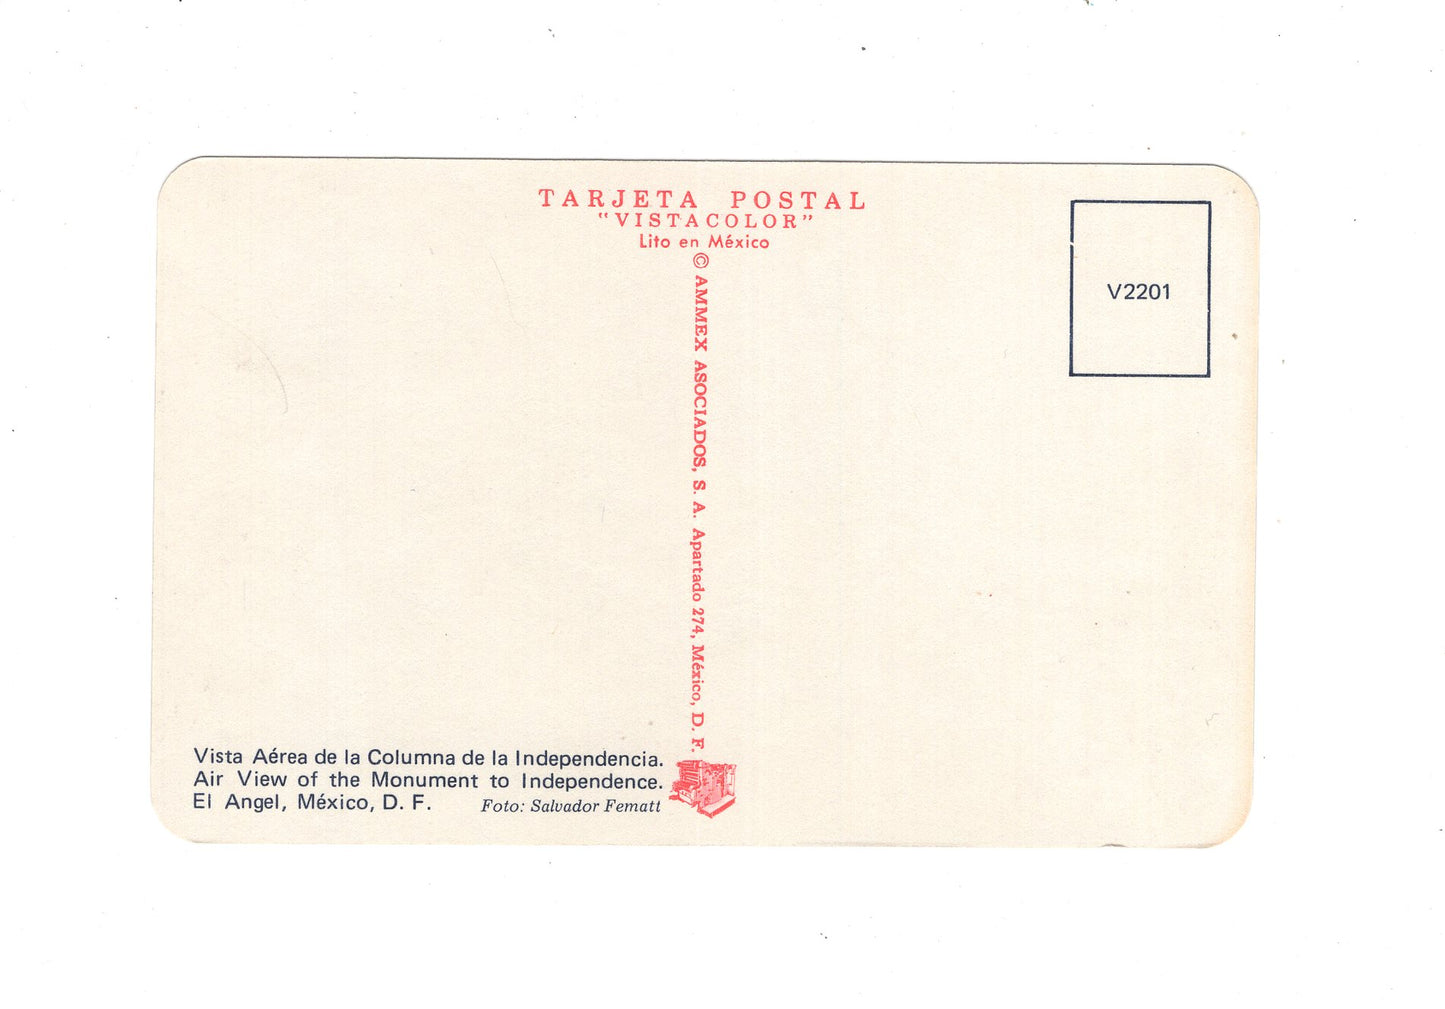 TARJETA POSTAL
"VISTACOLOR"
Lito en México
© AMMEX ASOCIADOS, S. A. Apartado 274, México, D. F.
V2201
Vista Aérea de la Columna de la Independencia.
Air View of the Monument to Independence.
El Angel, México, D. F. Foto: Salvador Fematt